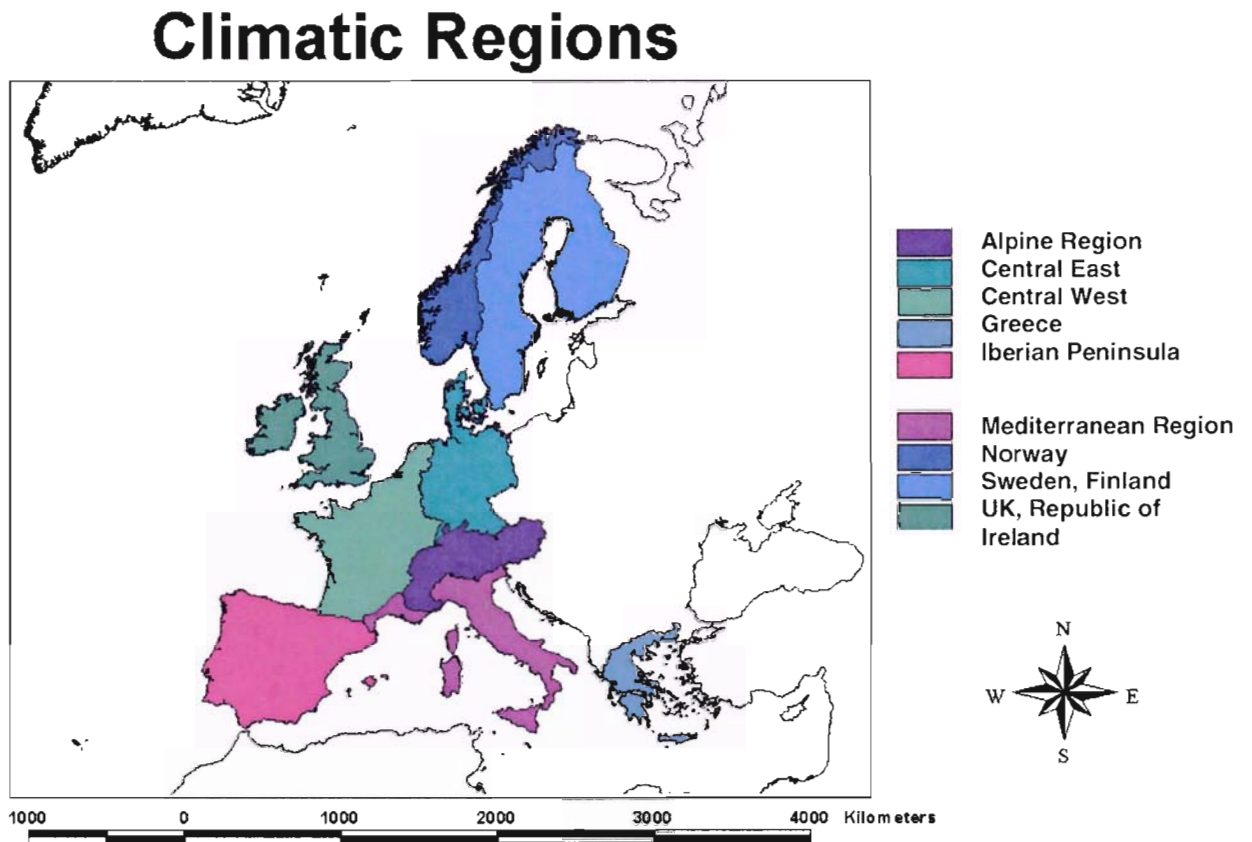 Climatic Regions
Alpine Region
Central East
Central West
Greece
Iberian Peninsula
Mediterranean Region
Norway
Sweden, Finland
UK, Republic of
Ireland
N
W E
S
1000 0 1000 2000 3000 4000 Kilometers